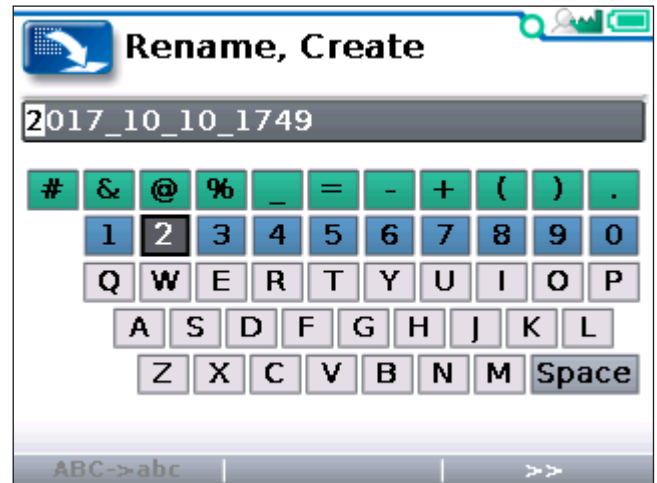 Rename, Create
2017_10_10_1749
# & @ % _ = - + ( ) .
1 2 3 4 5 6 7 8 9 0
Q W E R T Y U I O P
A S D F G H J K L
Z X C V B N M Space
ABC->abc >>